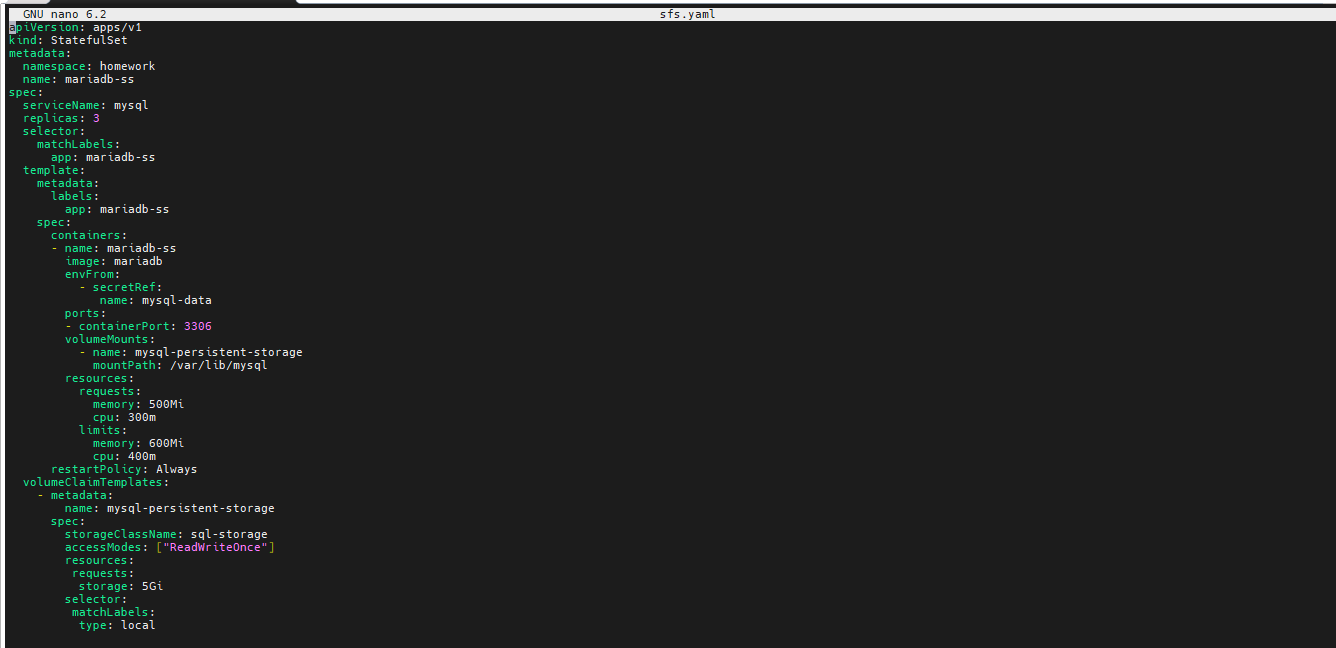 GNU nano 6.2 sfs.yaml
apiVersion: apps/v1
kind: StatefulSet
metadata:
  namespace: homework
  name: mariadb-ss
spec:
  serviceName: mysql
  replicas: 3
  selector:
    matchLabels:
      app: mariadb-ss
  template:
    metadata:
      labels:
        app: mariadb-ss
    spec:
      containers:
      - name: mariadb-ss
        image: mariadb
        envFrom:
          - secretRef:
             name: mysql-data
        ports:
        - containerPort: 3306
        volumeMounts:
          - name: mysql-persistent-storage
            mountPath: /var/lib/mysql
        resources:
          requests:
            memory: 500Mi
            cpu: 300m
          limits:
            memory: 600Mi
            cpu: 400m
      restartPolicy: Always
  volumeClaimTemplates:
    - metadata:
        name: mysql-persistent-storage
      spec:
        storageClassName: sql-storage
        accessModes: ["ReadWriteOnce"]
        resources:
         requests:
          storage: 5Gi
        selector:
         matchLabels:
          type: local